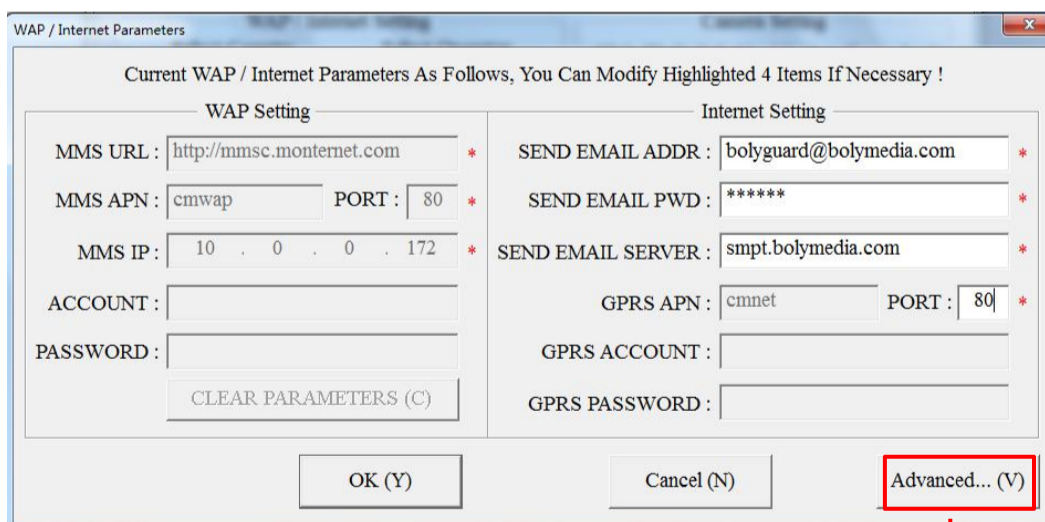 WAP / Internet Parameters
Current WAP / Internet Parameters As Follows, You Can Modify Highlighted 4 Items If Necessary !
WAP Setting
MMS URL : http://mmsc.monternet.com *
MMS APN : cmwap PORT : 80 *
MMS IP : 10 . 0 . 0 . 172 *
ACCOUNT :
PASSWORD :
CLEAR PARAMETERS (C)
Internet Setting
SEND EMAIL ADDR : bolyguard@bolymedia.com *
SEND EMAIL PWD : ****** *
SEND EMAIL SERVER : smpt.bolymedia.com *
GPRS APN : cmnet PORT : 80 *
GPRS ACCOUNT :
GPRS PASSWORD :
OK (Y) Cancel (N) Advanced... (V)